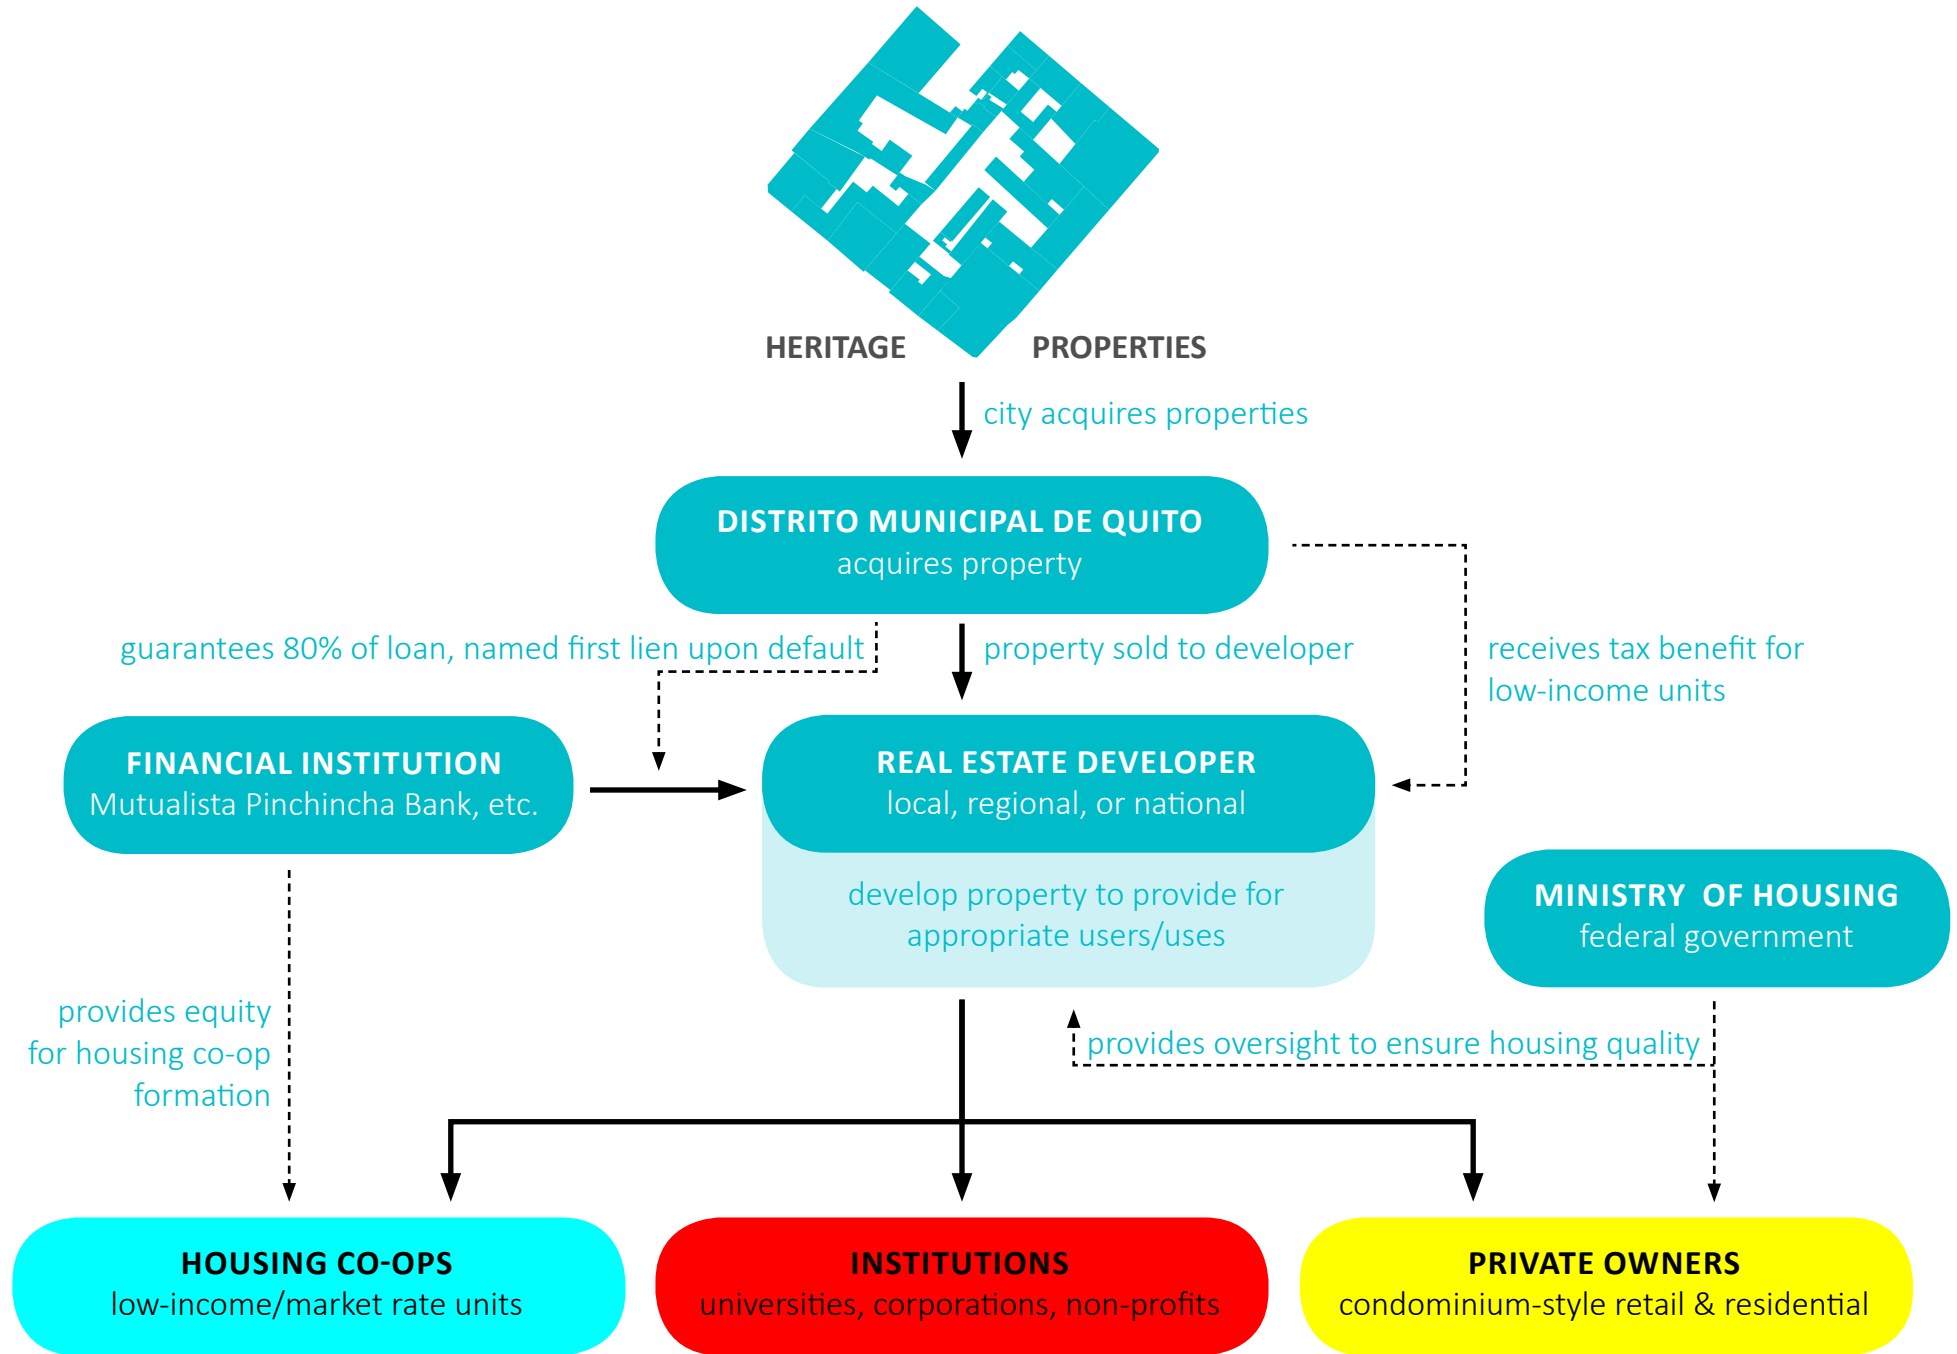 HERITAGE PROPERTIES
city acquires properties
DISTRITO MUNICIPAL DE QUITO
acquires property
guarantees 80% of loan, named first lien upon default
property sold to developer
receives tax benefit for
low-income units
FINANCIAL INSTITUTION
Mutualista Pinchincha Bank, etc.
REAL ESTATE DEVELOPER
local, regional, or national
develop property to provide for
appropriate users/uses
MINISTRY OF HOUSING
federal government
provides equity
for housing co-op
formation
provides oversight to ensure housing quality
HOUSING CO-OPS
low-income/market rate units
INSTITUTIONS
universities, corporations, non-profits
PRIVATE OWNERS
condominium-style retail & residential